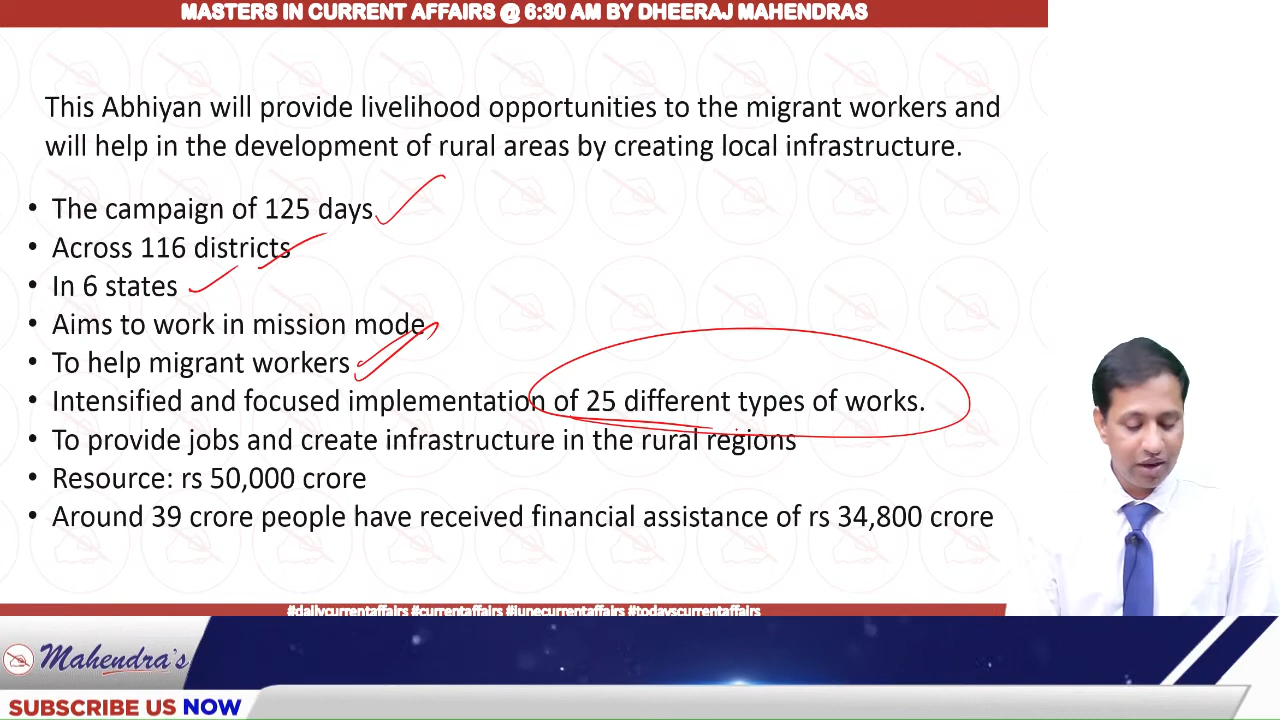 MASTERS IN CURRENT AFFAIRS @ 6:30 AM BY DHEERAJ MAHENDRAS
This Abhiyan will provide livelihood opportunities to the migrant workers and
will help in the development of rural areas by creating local infrastructure.
• The campaign of 125 days
• Across 116 districts
• In 6 states
• Aims to work in mission mode
• To help migrant workers
• Intensified and focused implementation of 25 different types of works.
• To provide jobs and create infrastructure in the rural regions
• Resource: rs 50,000 crore
• Around 39 crore people have received financial assistance of rs 34,800 crore
#dailycurrentaffairs #currentaffairs #junecurrentaffairs #todayscurrentaffairs
Mahendra's
SUBSCRIBE US NOW